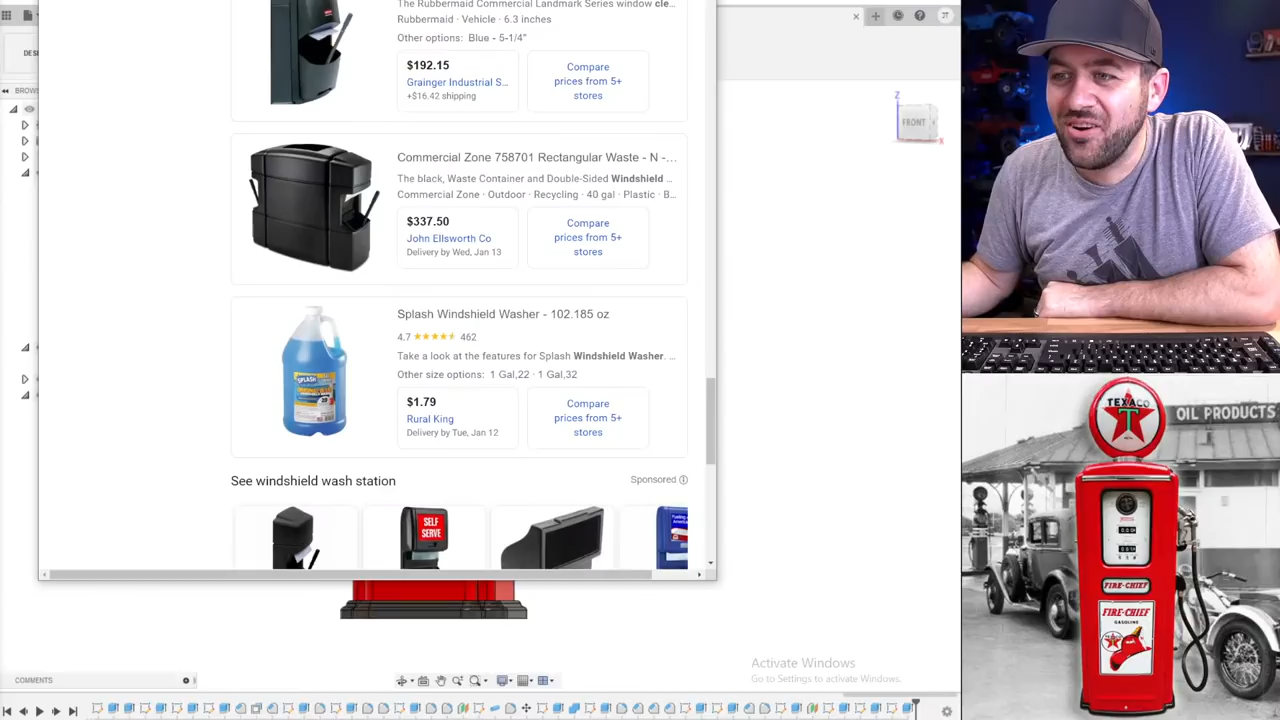 The Rubbermaid Commercial Landmark Series window cle...
Rubbermaid · Vehicle · 6.3 inches
Other options: Blue - 5-1/4"
$192.15
Grainger Industrial S...
+$16.42 shipping
Compare
prices from 5+
stores
Commercial Zone 758701 Rectangular Waste - N -...
The black, Waste Container and Double-Sided Windshield ...
Commercial Zone · Outdoor · Recycling · 40 gal · Plastic · B...
$337.50
John Ellsworth Co
Delivery by Wed, Jan 13
Compare
prices from 5+
stores
Splash Windshield Washer - 102.185 oz
4.7 462
Take a look at the features for Splash Windshield Washer. ...
Other size options: 1 Gal,22 · 1 Gal,32
$1.79
Rural King
Delivery by Tue, Jan 12
Compare
prices from 5+
stores
SPLASH
See windshield wash station
Sponsored
SELF
SERVE
DES
BROWS
JT
Z
FRONT
X
Activate Windows
Go to Settings to activate Windows.
COMMENTS
TEXACO
T
OIL PRODUCTS
FIRE-CHIEF
FIRE-CHIEF
GASOLINE